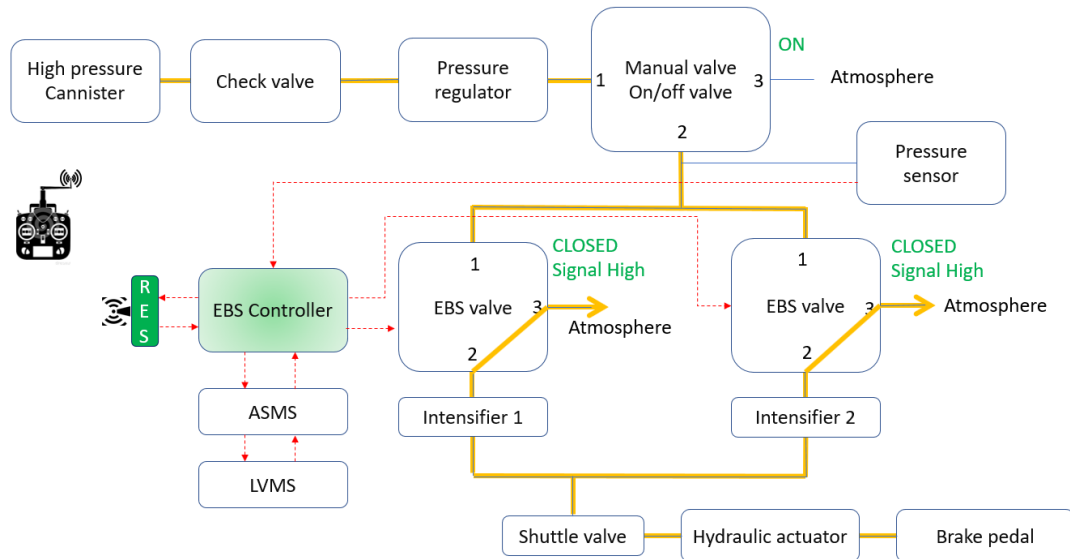 ON
High pressure
Cannister
Check valve
Pressure
regulator
1
Manual valve
On/off valve
3
2
Atmosphere
Pressure
sensor
R
E
S
EBS Controller
1
EBS valve
3
2
CLOSED
Signal High
Atmosphere
1
EBS valve
3
2
CLOSED
Signal High
Atmosphere
ASMS
Intensifier 1
Intensifier 2
LVMS
Shuttle valve
Hydraulic actuator
Brake pedal